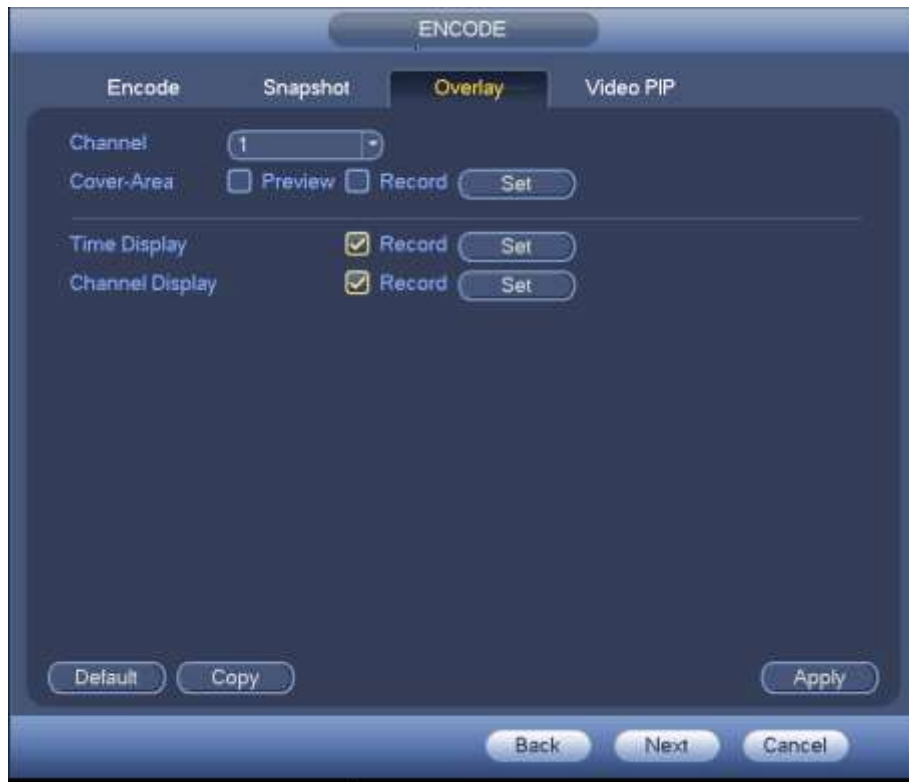 ENCODE
Encode Snapshot Overlay Video PIP
Channel 1
Cover-Area Preview Record Set
Time Display Record Set
Channel Display Record Set
Default Copy Apply
Back Next Cancel